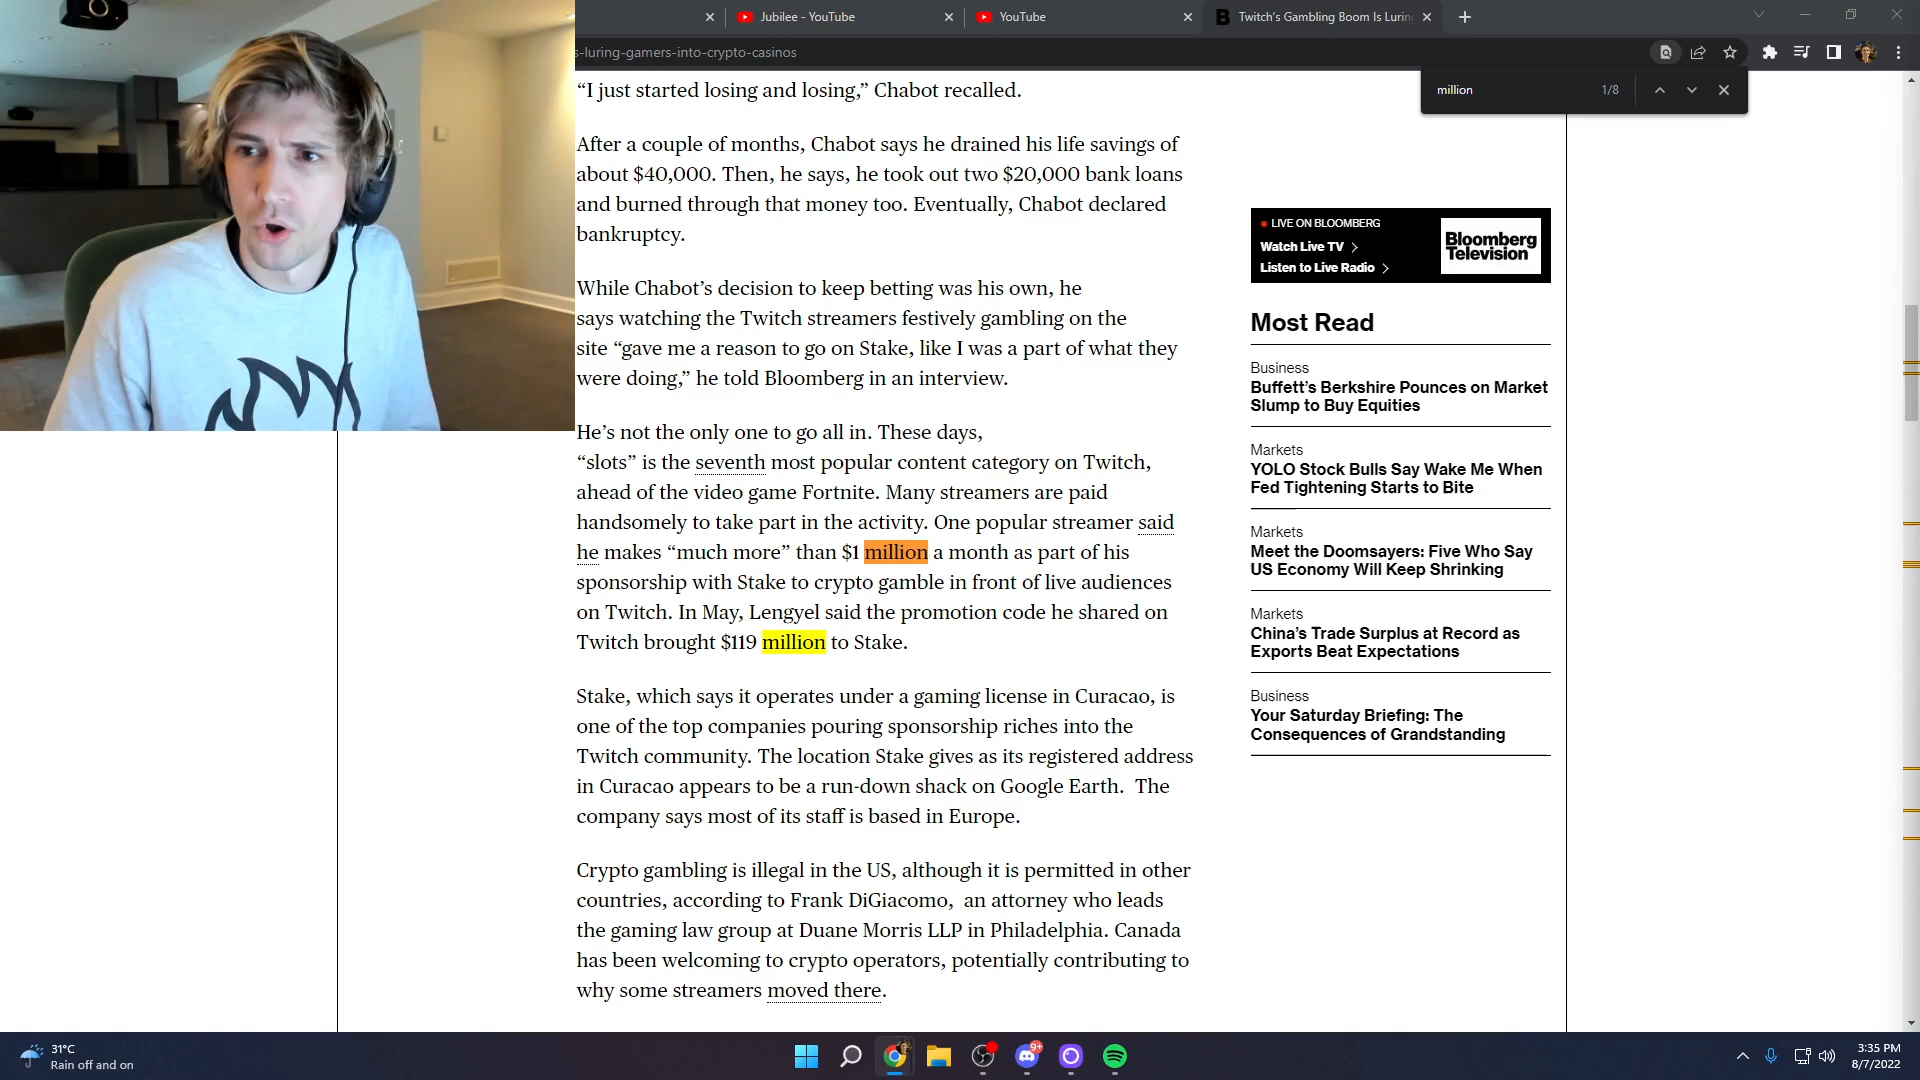 Jubilee - YouTube
YouTube
Twitch's Gambling Boom Is Lurin
s-luring-gamers-into-crypto-casinos
million
1/8
“I just started losing and losing,” Chabot recalled.
After a couple of months, Chabot says he drained his life savings of
about $40,000. Then, he says, he took out two $20,000 bank loans
and burned through that money too. Eventually, Chabot declared
bankruptcy.
While Chabot’s decision to keep betting was his own, he
says watching the Twitch streamers festively gambling on the
site “gave me a reason to go on Stake, like I was a part of what they
were doing,” he told Bloomberg in an interview.
He’s not the only one to go all in. These days,
“slots” is the seventh most popular content category on Twitch,
ahead of the video game Fortnite. Many streamers are paid
handsomely to take part in the activity. One popular streamer said
he makes “much more” than $1 million a month as part of his
sponsorship with Stake to crypto gamble in front of live audiences
on Twitch. In May, Lengyel said the promotion code he shared on
Twitch brought $119 million to Stake.
Stake, which says it operates under a gaming license in Curacao, is
one of the top companies pouring sponsorship riches into the
Twitch community. The location Stake gives as its registered address
in Curacao appears to be a run-down shack on Google Earth.  The
company says most of its staff is based in Europe.
Crypto gambling is illegal in the US, although it is permitted in other
countries, according to Frank DiGiacomo,  an attorney who leads
the gaming law group at Duane Morris LLP in Philadelphia. Canada
has been welcoming to crypto operators, potentially contributing to
why some streamers moved there.
LIVE ON BLOOMBERG
Watch Live TV
Listen to Live Radio
Bloomberg
Television
Most Read
Business
Buffett’s Berkshire Pounces on Market
Slump to Buy Equities
Markets
YOLO Stock Bulls Say Wake Me When
Fed Tightening Starts to Bite
Markets
Meet the Doomsayers: Five Who Say
US Economy Will Keep Shrinking
Markets
China’s Trade Surplus at Record as
Exports Beat Expectations
Business
Your Saturday Briefing: The
Consequences of Grandstanding
31°C
Rain off and on
9+
3:35 PM
8/7/2022